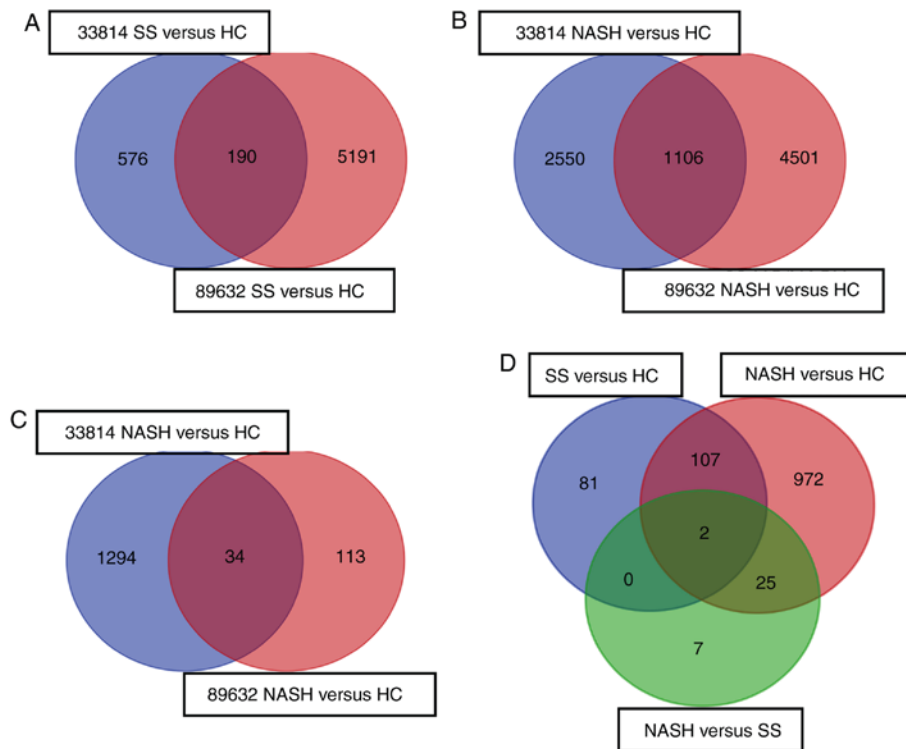 A
33814 SS versus HC
576
190
5191
89632 SS versus HC
B
33814 NASH versus HC
2550
1106
4501
89632 NASH versus HC
C
33814 NASH versus HC
1294
34
113
89632 NASH versus HC
D
SS versus HC
NASH versus HC
81
107
972
2
0
25
7
NASH versus SS